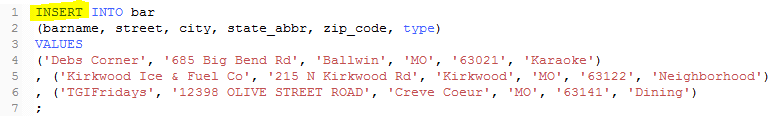 1 INSERT INTO bar
2 (barname, street, city, state_abbr, zip_code, type)
3 VALUES
4 ('Debs Corner', '685 Big Bend Rd', 'Ballwin', 'MO', '63021', 'Karaoke')
5 , ('Kirkwood Ice & Fuel Co', '215 N Kirkwood Rd', 'Kirkwood', 'MO', '63122', 'Neighborhood')
6 , ('TGIFridays', '12398 OLIVE STREET ROAD', 'Creve Coeur', 'MO', '63141', 'Dining')
7 ;